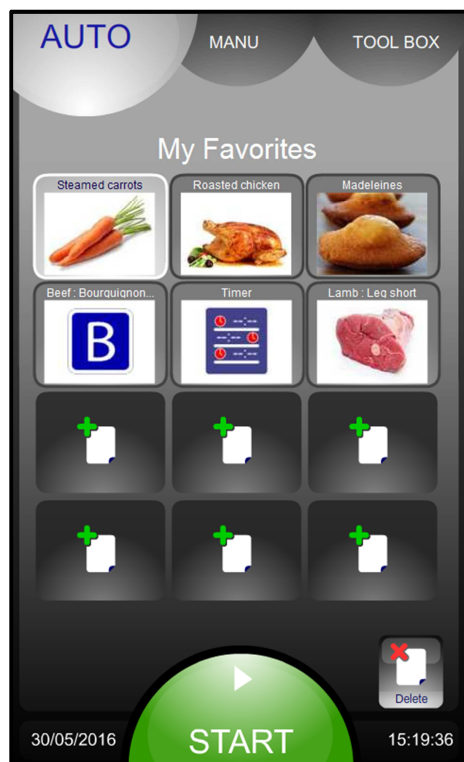 AUTO
MANU
TOOL BOX
My Favorites
Steamed carrots
Roasted chicken
Madeleines
Beef : Bourguignon...
Timer
Lamb : Leg short
B
--:--
--:--
--:--
Delete
START
30/05/2016
15:19:36